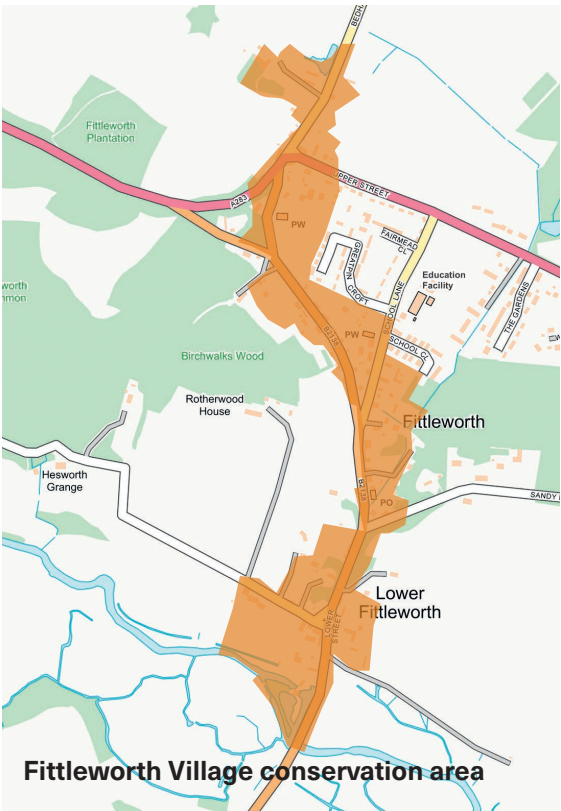 BEDHA
Fittleworth
Plantation
A283
UPPER STREET
PW
FAIRMEAD
CL
GREATPIN
CROFT
Education
Facility
SCHOOL LANE
THE GARDENS
worth
mmon
B2138
PW
SCHOOL CL
W
Birchwalks Wood
Rotherwood
House
Fittleworth
Hesworth
Grange
B2138
PO
SANDY
Lower
Fittleworth
LOWER
STREET
Fittleworth Village conservation area